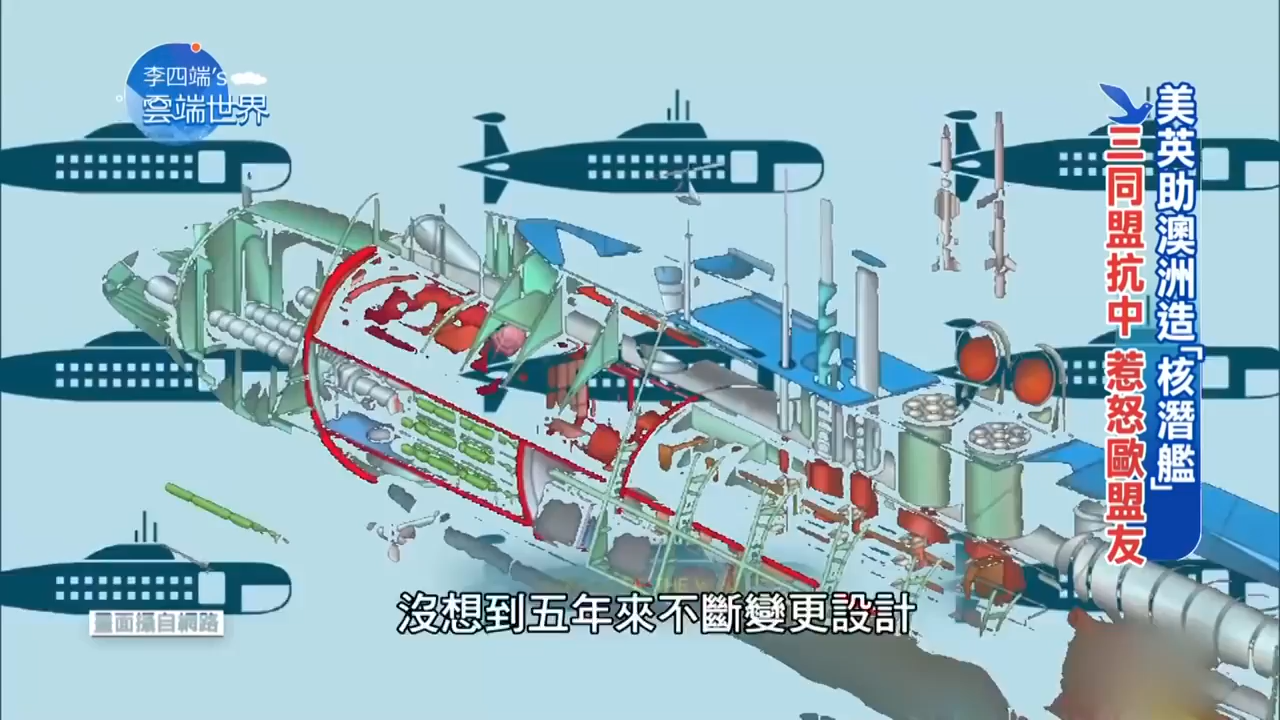 李四端's
雲端世界
美英助澳洲造「核潛艦」
三同盟抗中 惹怒歐盟友
沒想到五年來不斷變更設計
畫面攝自網路